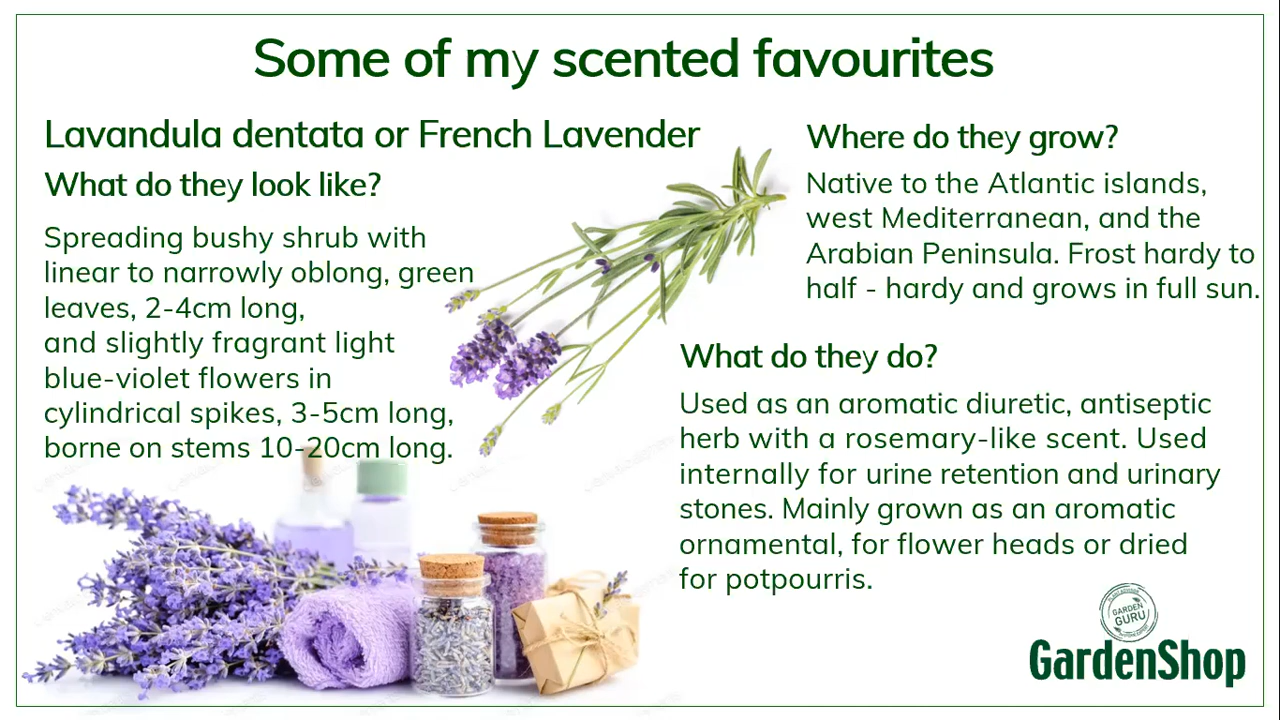 Some of my scented favourites
Lavandula dentata or French Lavender
What do they look like?
Spreading bushy shrub with
linear to narrowly oblong, green
leaves, 2-4cm long,
and slightly fragrant light
blue-violet flowers in
cylindrical spikes, 3-5cm long,
borne on stems 10-20cm long.
Where do they grow?
Native to the Atlantic islands,
west Mediterranean, and the
Arabian Peninsula. Frost hardy to
half - hardy and grows in full sun.
What do they do?
Used as an aromatic diuretic, antiseptic
herb with a rosemary-like scent. Used
internally for urine retention and urinary
stones. Mainly grown as an aromatic
ornamental, for flower heads or dried
for potpourris.
GARDEN
GURU
GardenShop